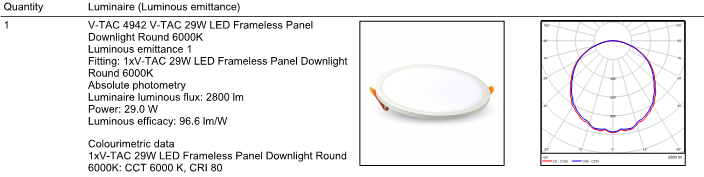 Quantity Luminaire (Luminous emittance)
1 V-TAC 4942 V-TAC 29W LED Frameless Panel
Downlight Round 6000K
Luminous emittance 1
Fitting: 1xV-TAC 29W LED Frameless Panel Downlight
Round 6000K
Absolute photometry
Luminaire luminous flux: 2800 lm
Power: 29.0 W
Luminous efficacy: 96.6 lm/W
Colourimetric data
1xV-TAC 29W LED Frameless Panel Downlight Round
6000K: CCT 6000 K, CRI 80